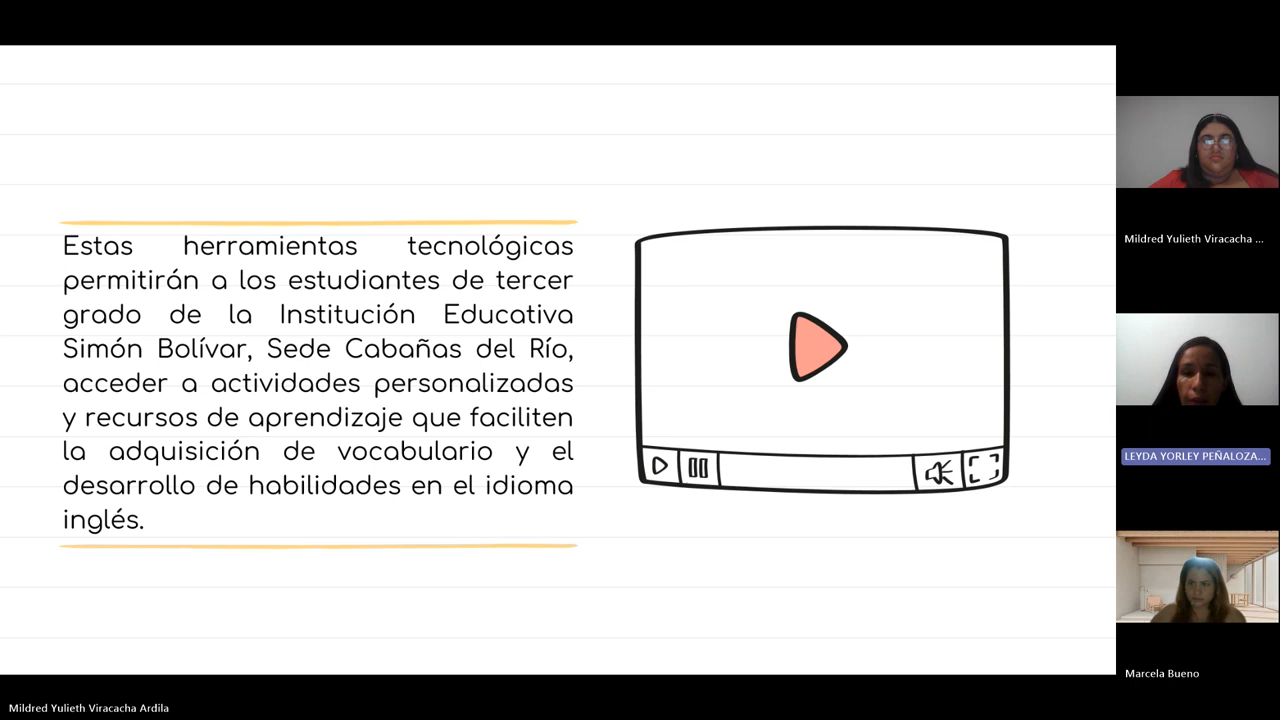 Estas herramientas tecnológicas
permitirán a los estudiantes de tercer
grado de la Institución Educativa
Simón Bolívar, Sede Cabañas del Río,
acceder a actividades personalizadas
y recursos de aprendizaje que faciliten
la adquisición de vocabulario y el
desarrollo de habilidades en el idioma
inglés.
Mildred Yulieth Viracacha ...
LEYDA YORLEY PEÑALOZA...
Marcela Bueno
Mildred Yulieth Viracacha Ardila